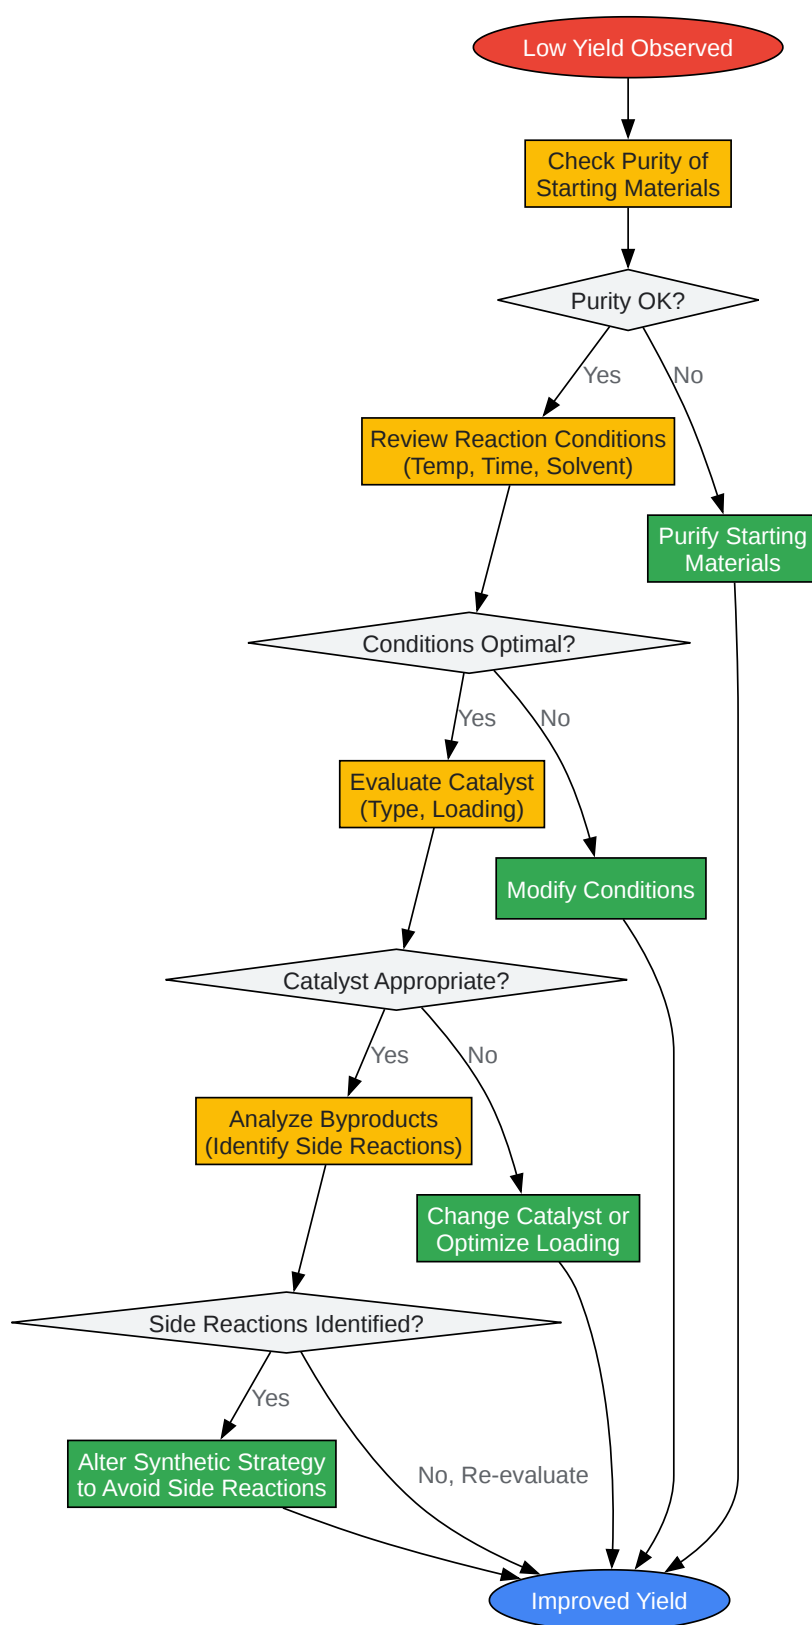 Low Yield Observed
Check Purity of
Starting Materials
Purity OK?
Yes
No
Review Reaction Conditions
(Temp, Time, Solvent)
Purify Starting
Materials
Conditions Optimal?
Yes
No
Evaluate Catalyst
(Type, Loading)
Modify Conditions
Catalyst Appropriate?
Yes
No
Analyze Byproducts
(Identify Side Reactions)
Change Catalyst or
Optimize Loading
Side Reactions Identified?
Yes
Alter Synthetic Strategy
to Avoid Side Reactions
No, Re-evaluate
Improved Yield